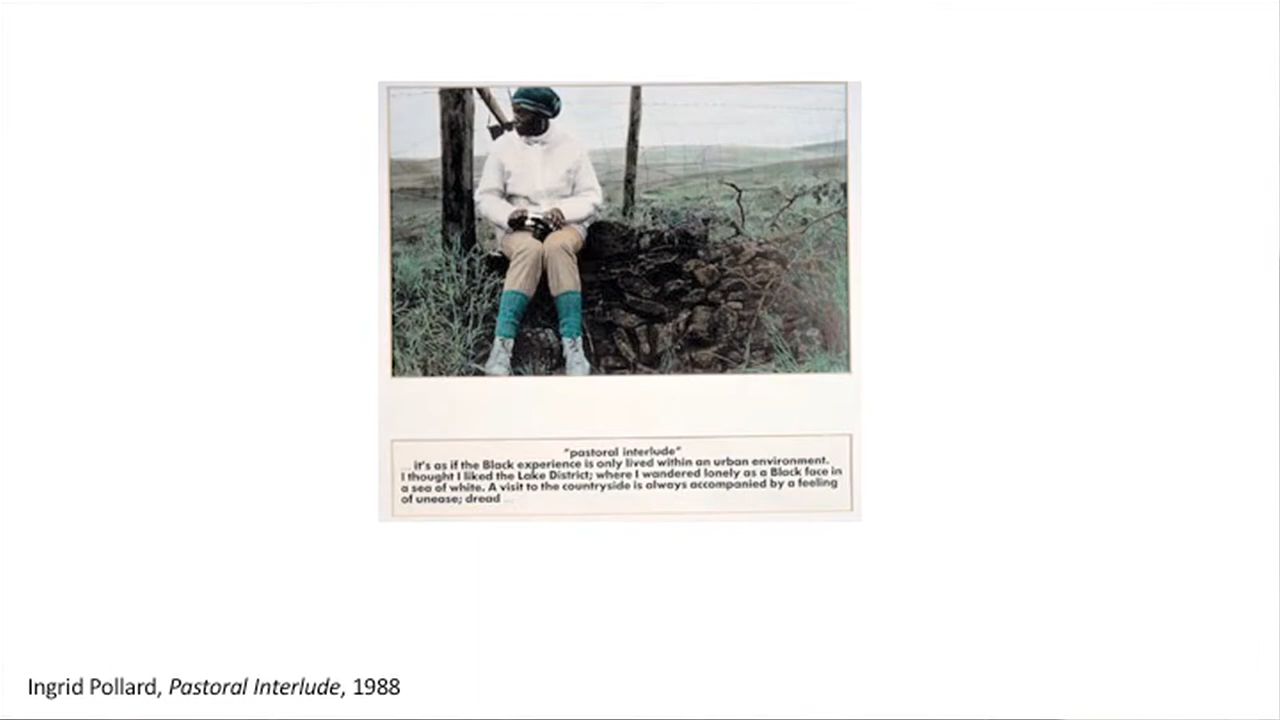 "pastoral interlude"
... it's as if the Black experience is only lived within an urban environment.
I thought I liked the Lake District; where I wandered lonely as a Black face in
a sea of white. A visit to the countryside is always accompanied by a feeling
of unease; dread ...
Ingrid Pollard, Pastoral Interlude, 1988